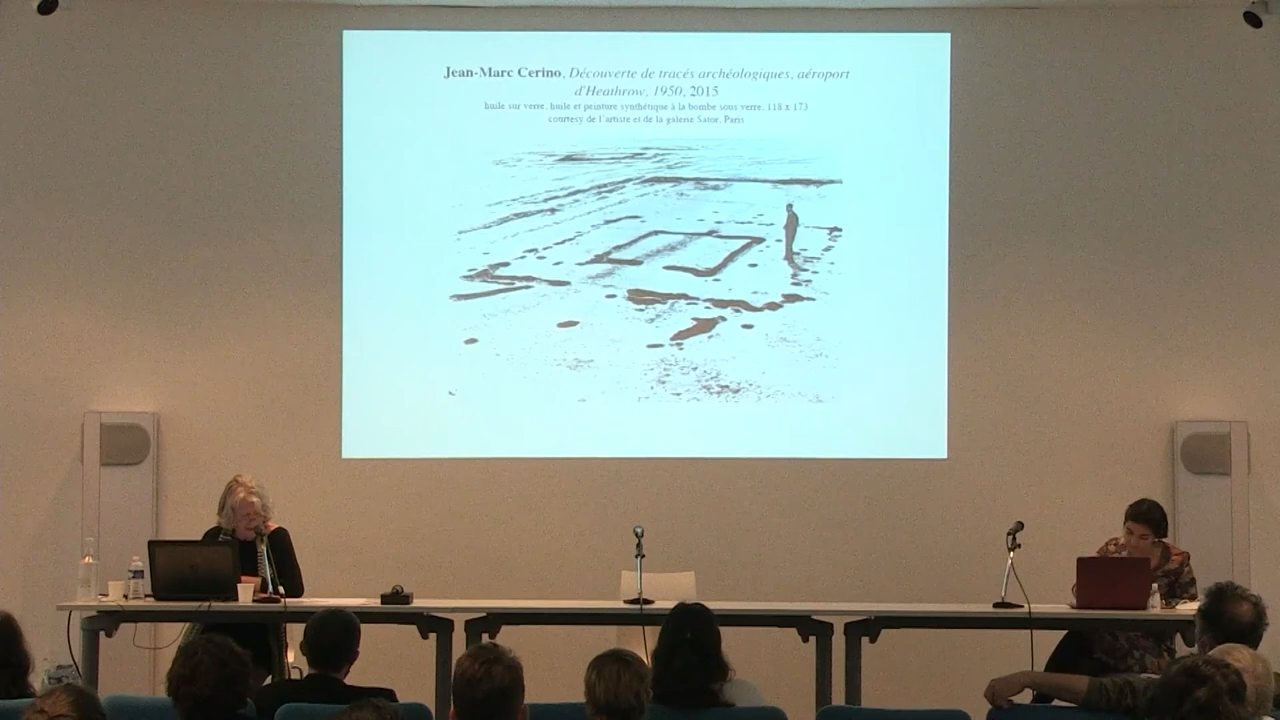 Jean-Marc Cerino, Découverte de tracés archéologiques, aéroport
d'Heathrow, 1950, 2015
huile sur verre, huile et peinture synthétique à la bombe sous verre, 118 x 173
courtesy de l'artiste et de la galerie Sator, Paris